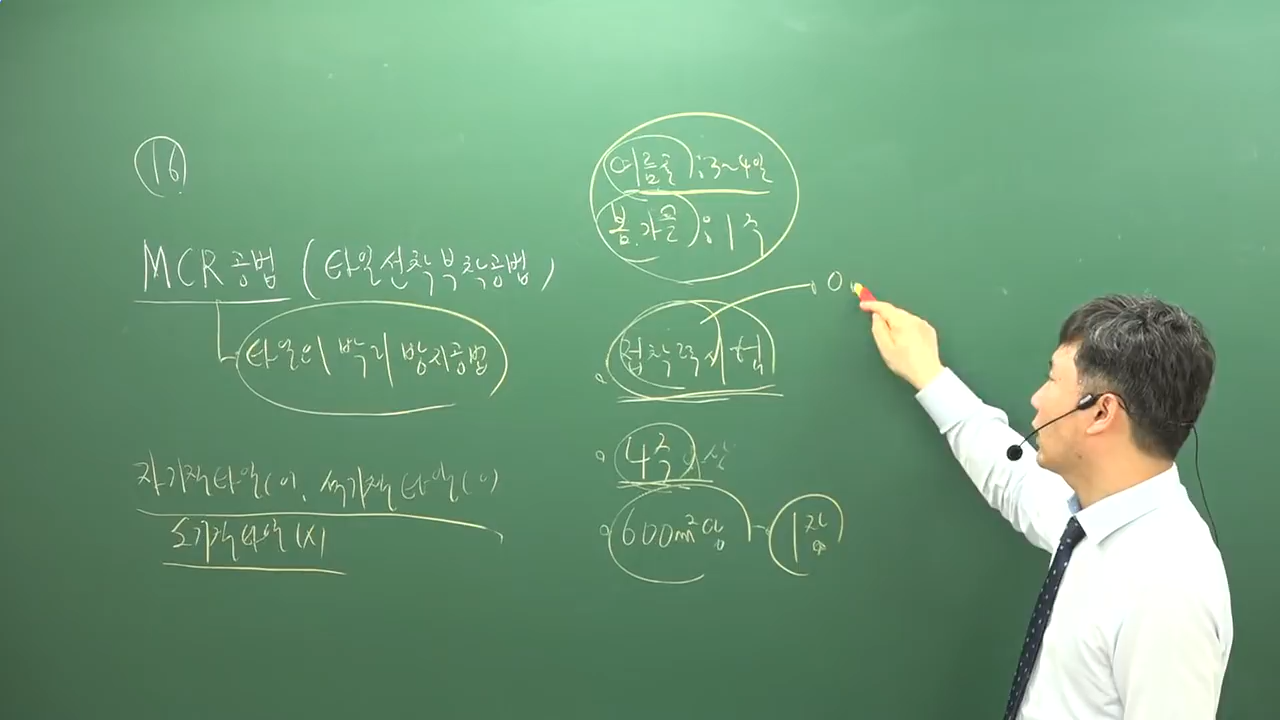 16
MCR공법 (타일선착부착공법)
타일의 박리 방지공법
자기질타일(O), 석기질타일(O)
도기질타일(X)
여름철 : 3~4일
봄.가을 : 1주
접착력시험
0.
4주 이상
600m²당 - 1장